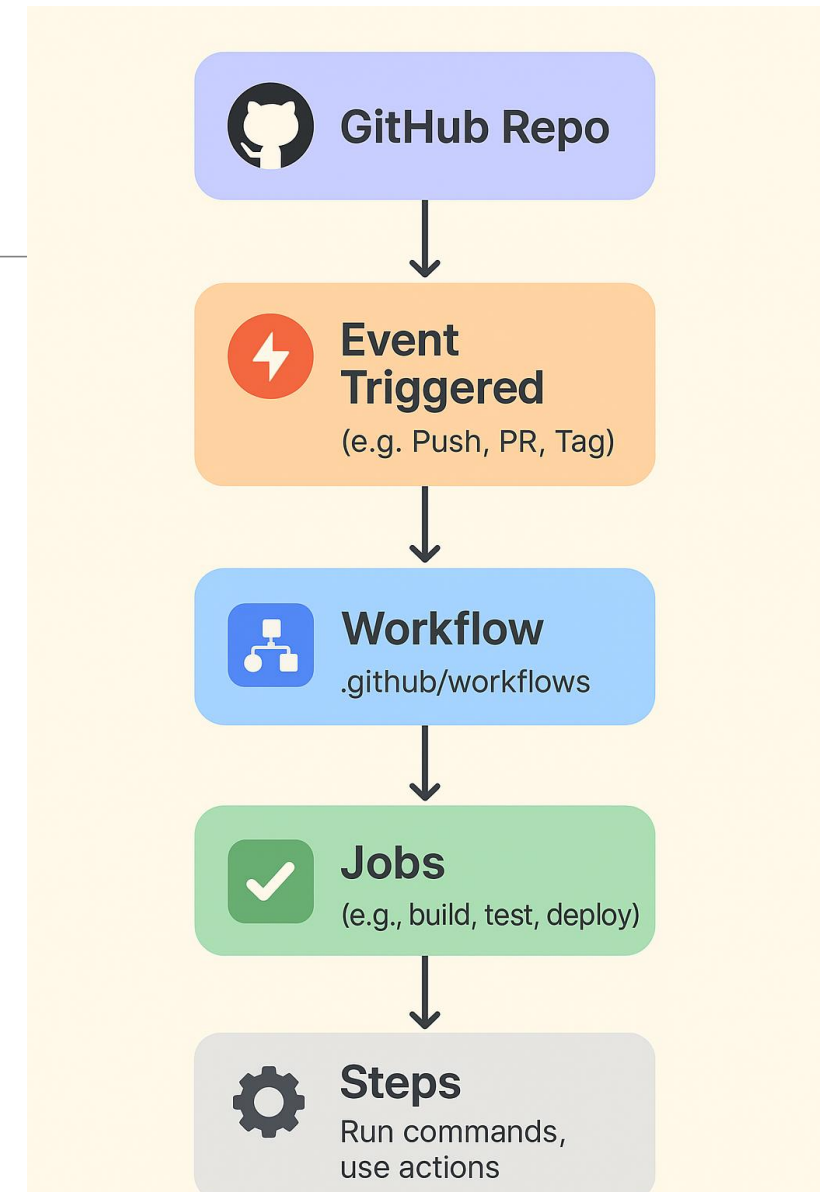 GitHub Repo
Event
Triggered
(e.g. Push, PR, Tag)
Workflow
.github/workflows
Jobs
(e.g., build, test, deploy)
Steps
Run commands,
use actions